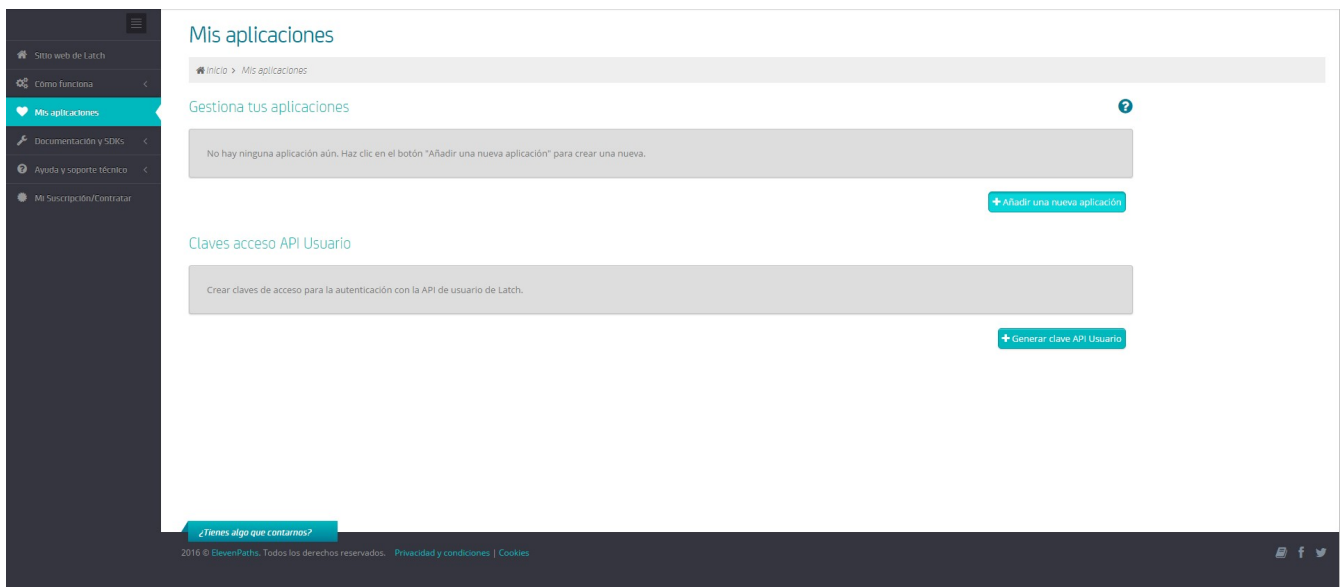 Mis aplicaciones
Sitio web de Latch
Inicio > Mis aplicaciones
Cómo funciona <
Gestiona tus aplicaciones
Mis aplicaciones
Documentación y SDKs <
No hay ninguna aplicación aún. Haz clic en el botón "Añadir una nueva aplicación" para crear una nueva.
Ayuda y soporte técnico <
Mi Suscripción/Contratar
+ Añadir una nueva aplicación
Claves acceso API Usuario
Crear claves de acceso para la autenticación con la API de usuario de Latch.
+ Generar clave API Usuario
¿Tienes algo que contarnos?
2016 © ElevenPaths. Todos los derechos reservados. Privacidad y condiciones | Cookies